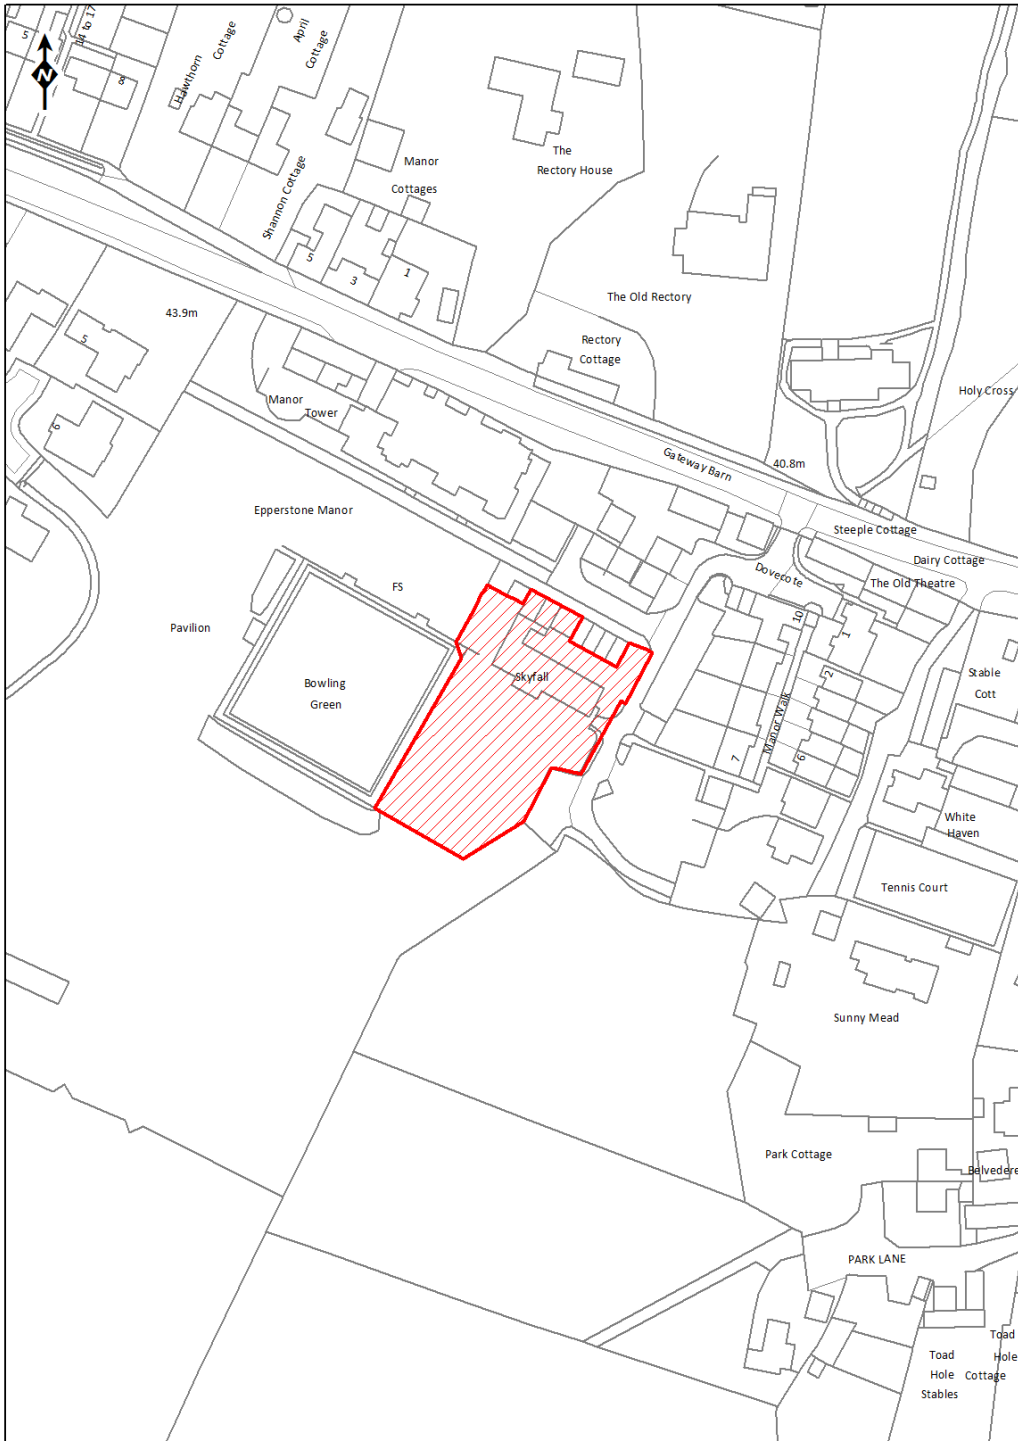 5
14 to 17
8
N
Hawthorn
Cottage
April
Cottage
Shannon Cottage
Manor
Cottages
The
Rectory House
5
3
1
The Old Rectory
43.9m
5
Rectory
Cottage
Holy Cross
Manor
Tower
6
Gateway Barn
40.8m
Epperstone Manor
Steeple Cottage
Dairy Cottage
Dovecote
The Old Theatre
FS
10
1
Pavilion
Skyfall
2
Stable
Cott
Bowling
Green
Manor Walk
7
6
White
Haven
Tennis Court
Sunny Mead
Park Cottage
Belvedere
PARK LANE
Toad
Hole
Cottage
Toad
Hole
Stables